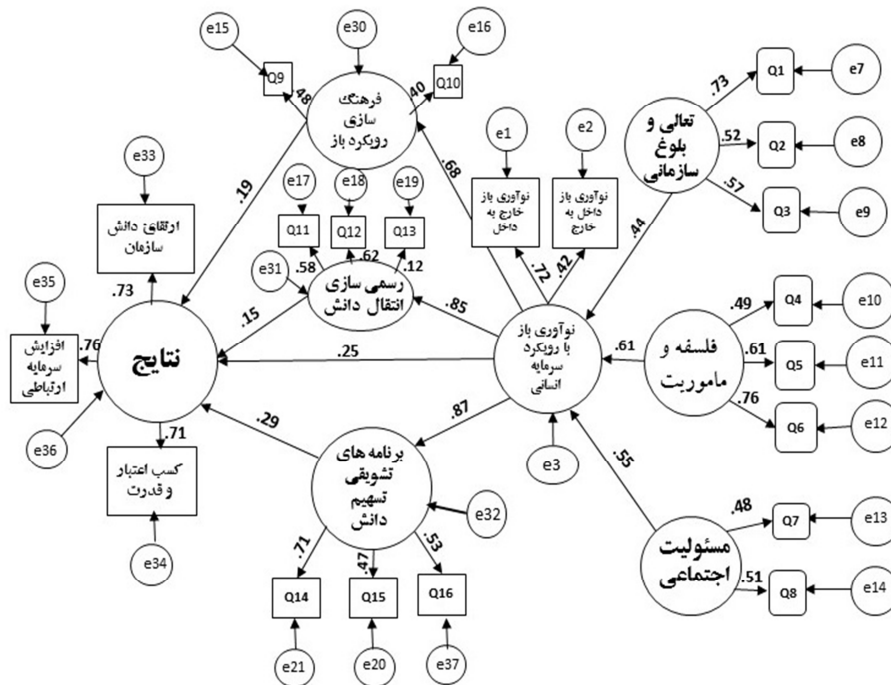 e15
e30
e16
Q9
Q10
.48
.40
فرهنگ
سازی
رویکرد باز
e1
e2
Q1
e7
.73
تعالی و
بلوغ
سازمانی
.52
Q2
e8
.57
Q3
e9
e33
e17
e18
e19
.19
.68
نوآوری باز
خارج به
داخل
نوآوری باز
داخل به
خارج
.44
ارتقائ دانش
سازمان
Q11
Q12
Q13
.58
.62
.12
.72
.42
e31
رسمی سازی
انتقال دانش
.73
e35
.15
.85
نوآوری باز
با رویکرد
سرمایه
انسانی
.49
Q4
e10
فلسفه و
ماموریت
.61
.61
Q5
e11
.76
Q6
e12
افزایش
سرمایه
ارتباطی
.76
نتایج
.25
e36
.71
.29
.87
e3
.55
کسب اعتبار
و قدرت
برنامه های
تشویقی
تسهیم
دانش
e32
e34
.71
.47
.53
مسئولیت
اجتماعی
.48
Q7
e13
.51
Q8
e14
Q14
Q15
Q16
e21
e20
e37